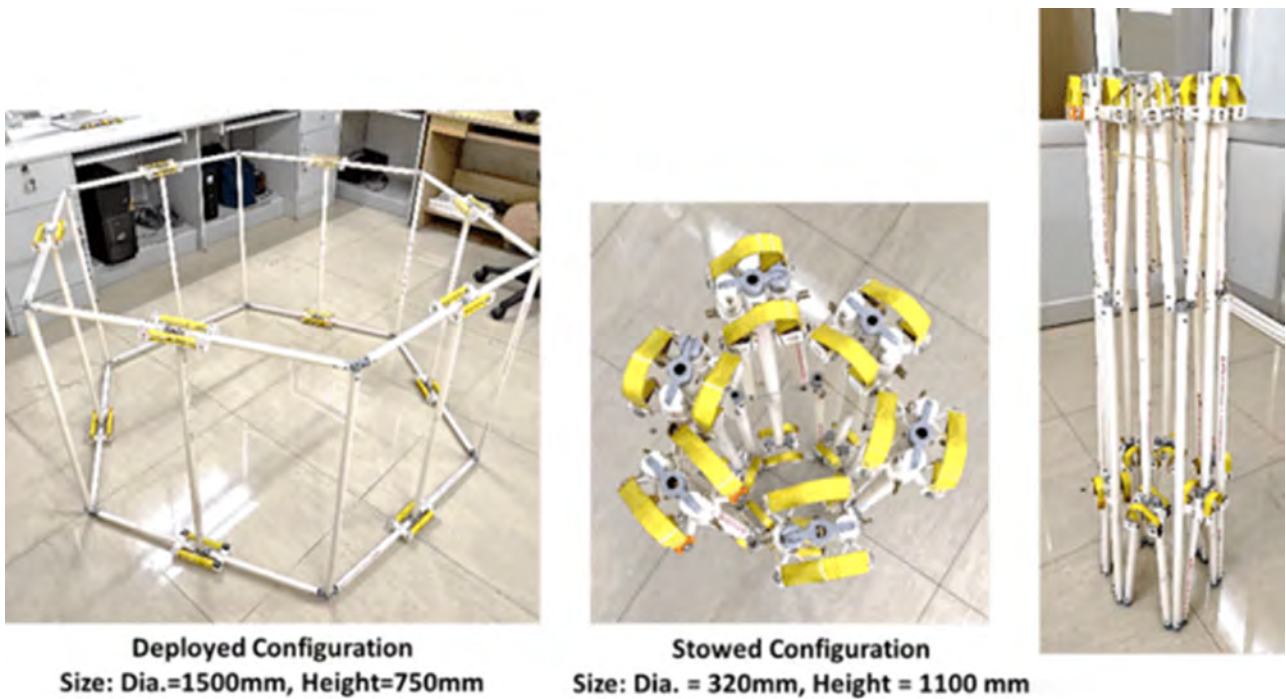 Deployed Configuration
Size: Dia.=1500mm, Height=750mm
Stowed Configuration
Size: Dia. = 320mm, Height = 1100 mm